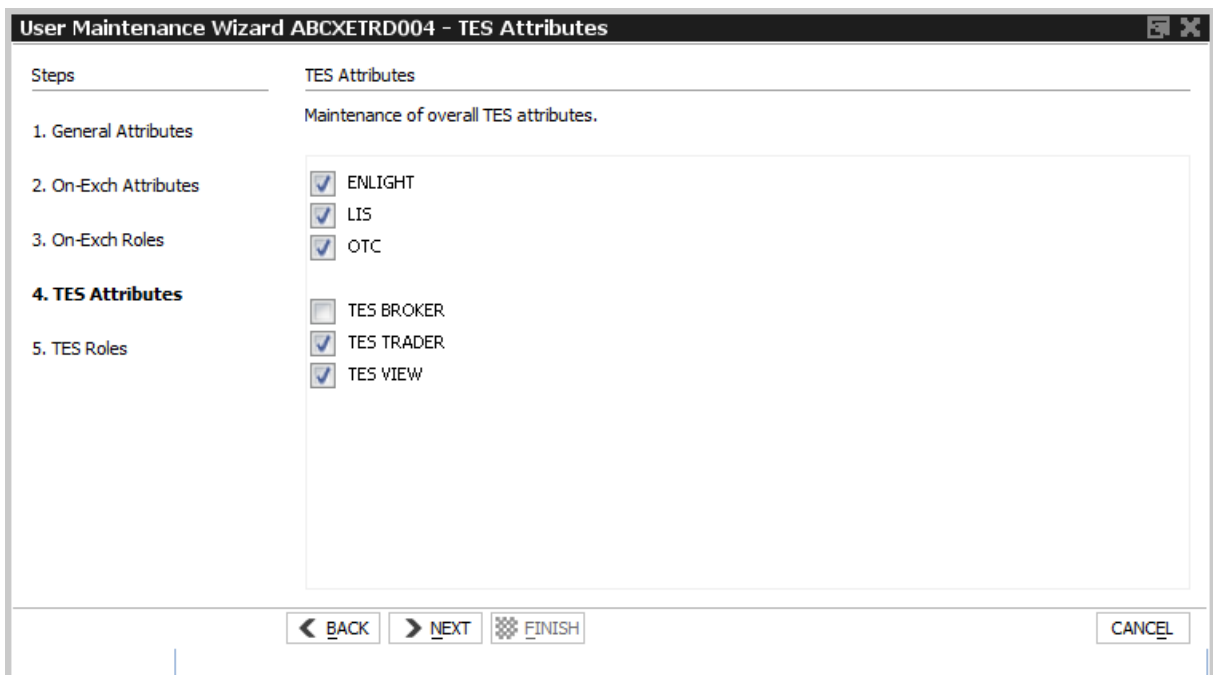 User Maintenance Wizard ABCXETRD004 - TES Attributes
Steps
1. General Attributes
2. On-Exch Attributes
3. On-Exch Roles
4. TES Attributes
5. TES Roles
TES Attributes
Maintenance of overall TES attributes.
ENLIGHT
LIS
OTC
TES BROKER
TES TRADER
TES VIEW
BACK
NEXT
FINISH
CANCEL